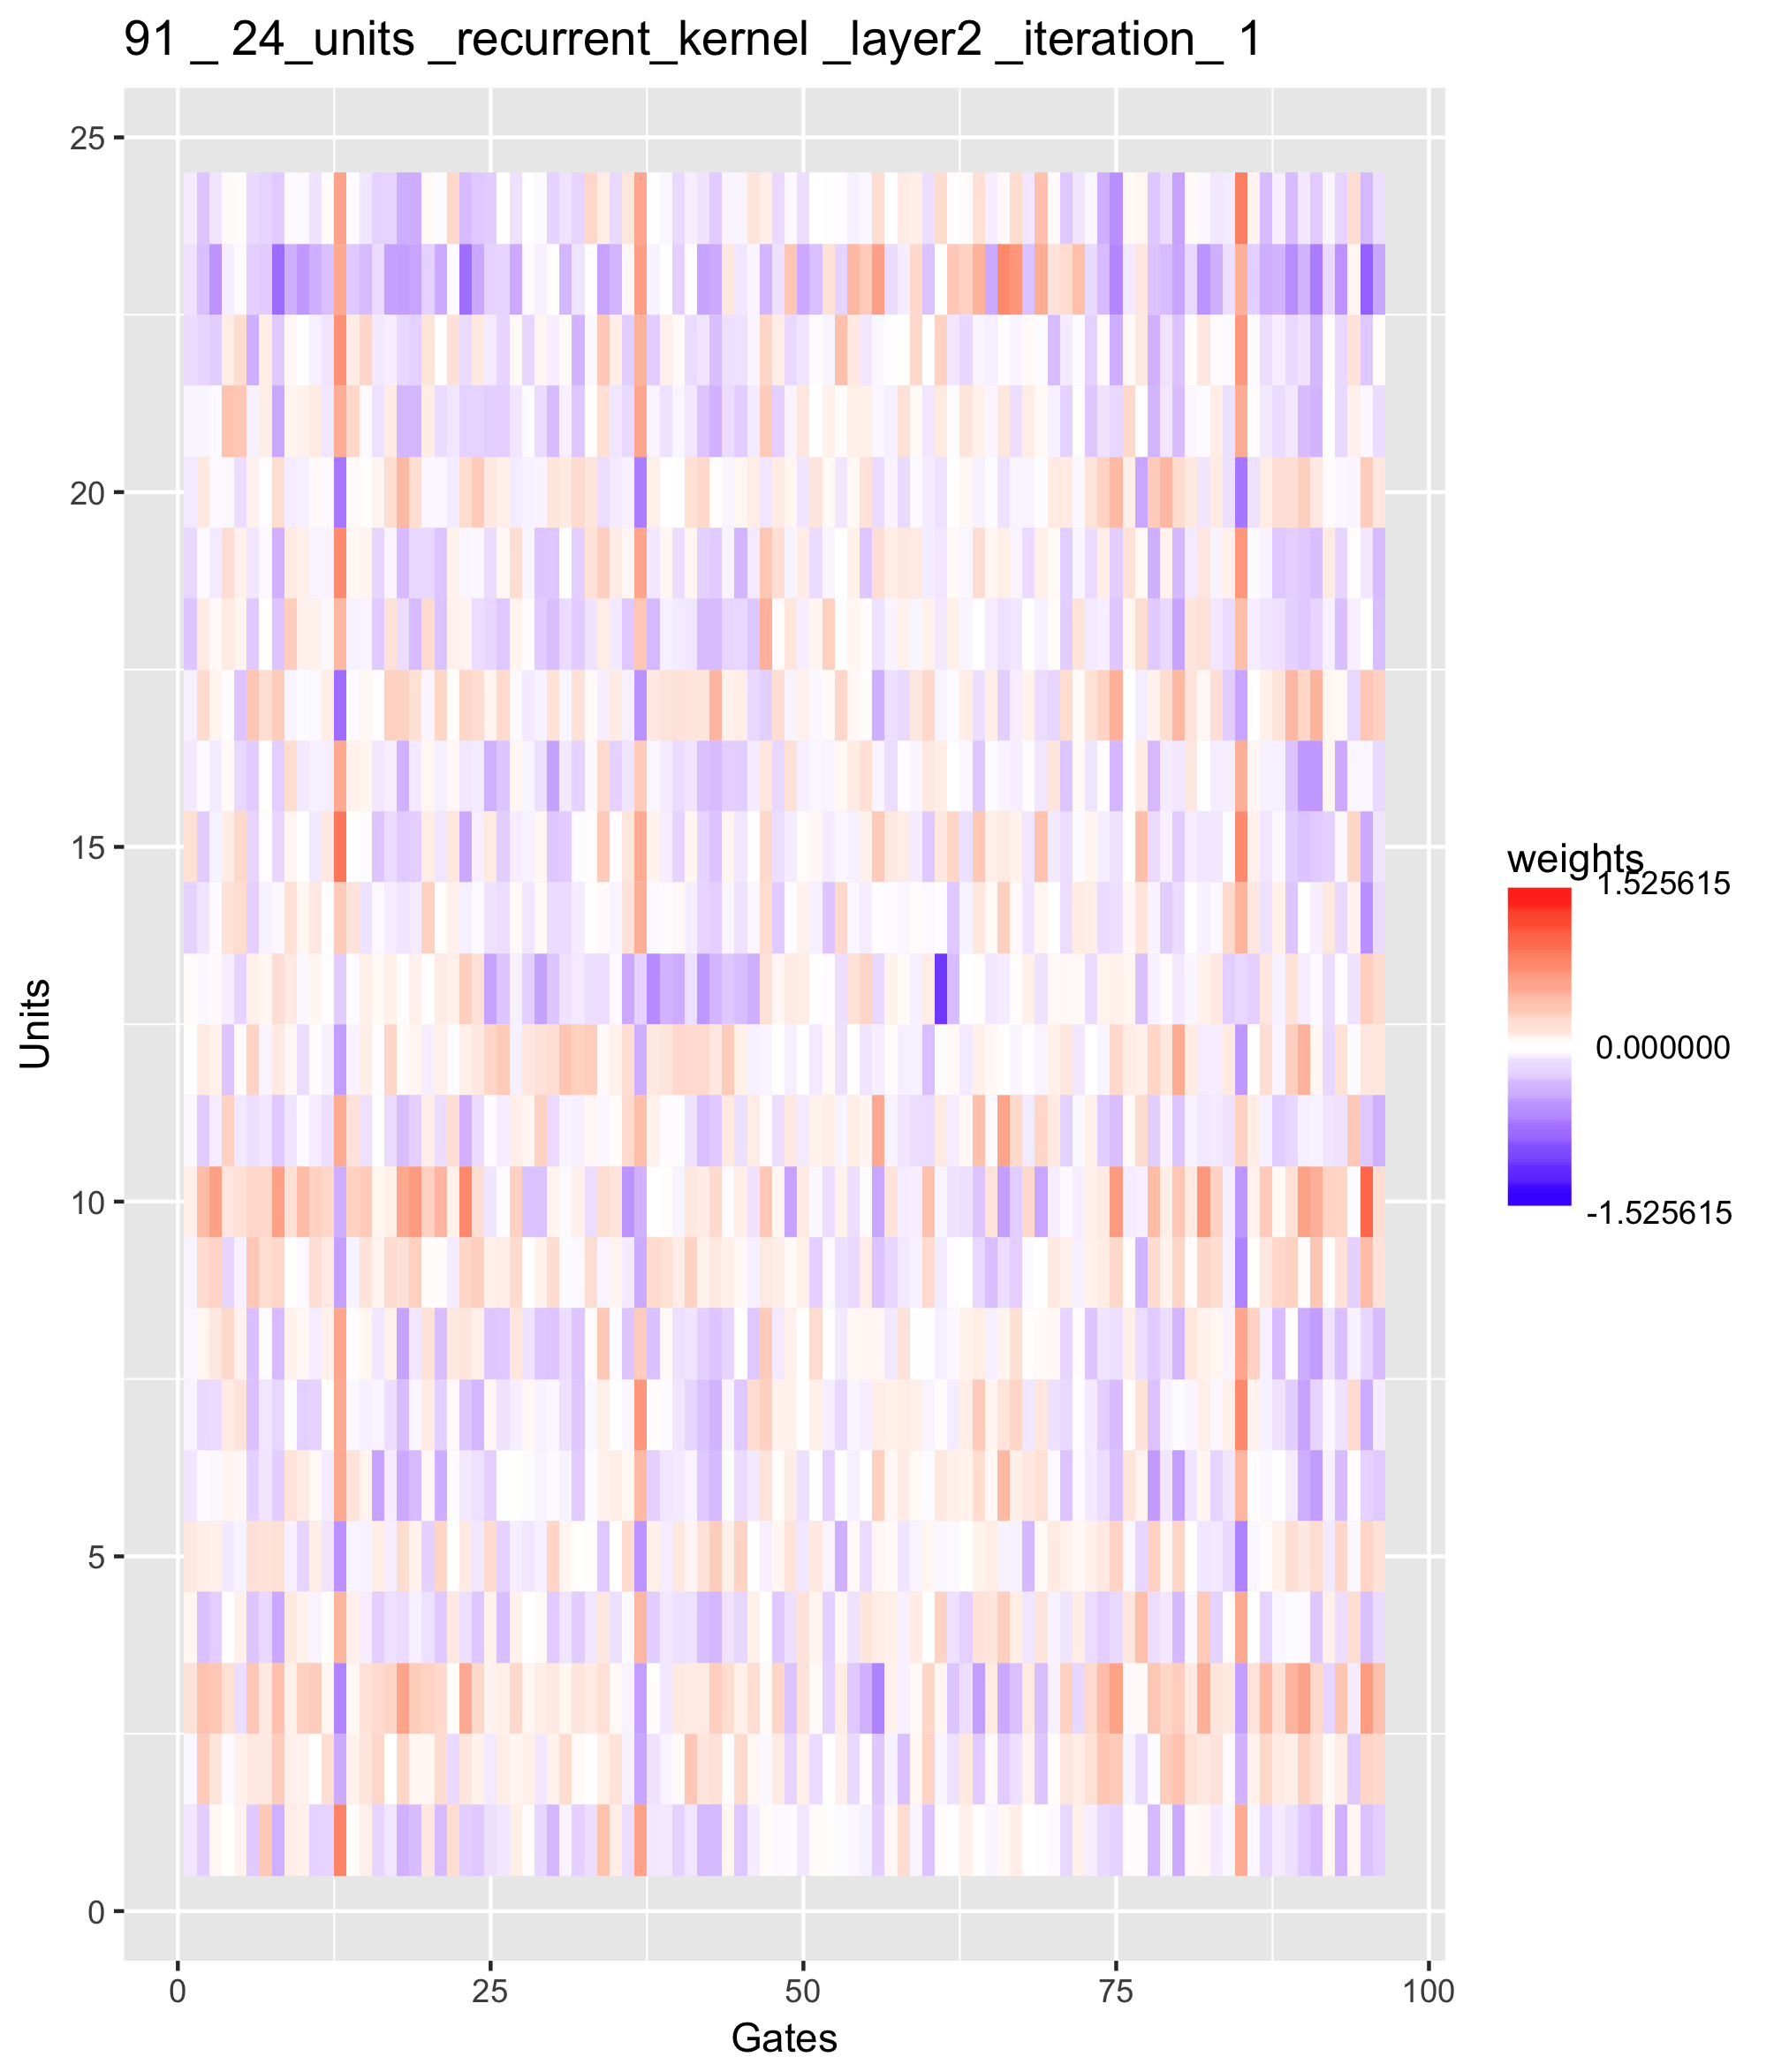 91 _ 24_units _recurrent_kernel _layer2 _iteration_ 1
25
20
15
10
5
0
Units
0 25 50 75 100
Gates
weights
1.525615
0.000000
-1.525615